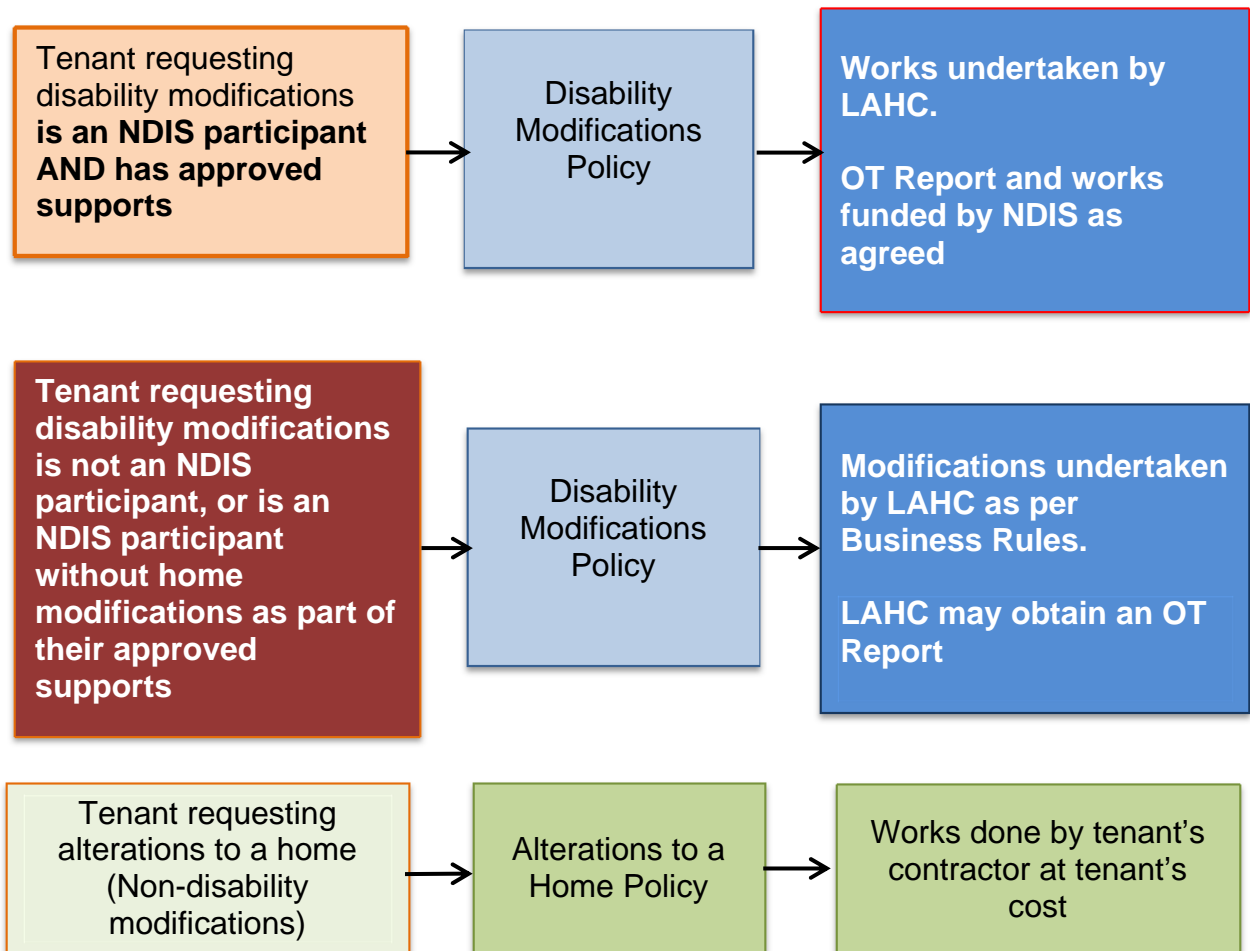 Tenant requesting
disability modifications
is an NDIS participant
AND has approved
supports
Disability
Modifications
Policy
Works undertaken by
LAHC.
OT Report and works
funded by NDIS as
agreed
Tenant requesting
disability modifications
is not an NDIS
participant, or is an
NDIS participant
without home
modifications as part of
their approved
supports
Disability
Modifications
Policy
Modifications undertaken
by LAHC as per
Business Rules.
LAHC may obtain an OT
Report
Tenant requesting
alterations to a home
(Non-disability
modifications)
Alterations to a
Home Policy
Works done by tenant’s
contractor at tenant’s
cost